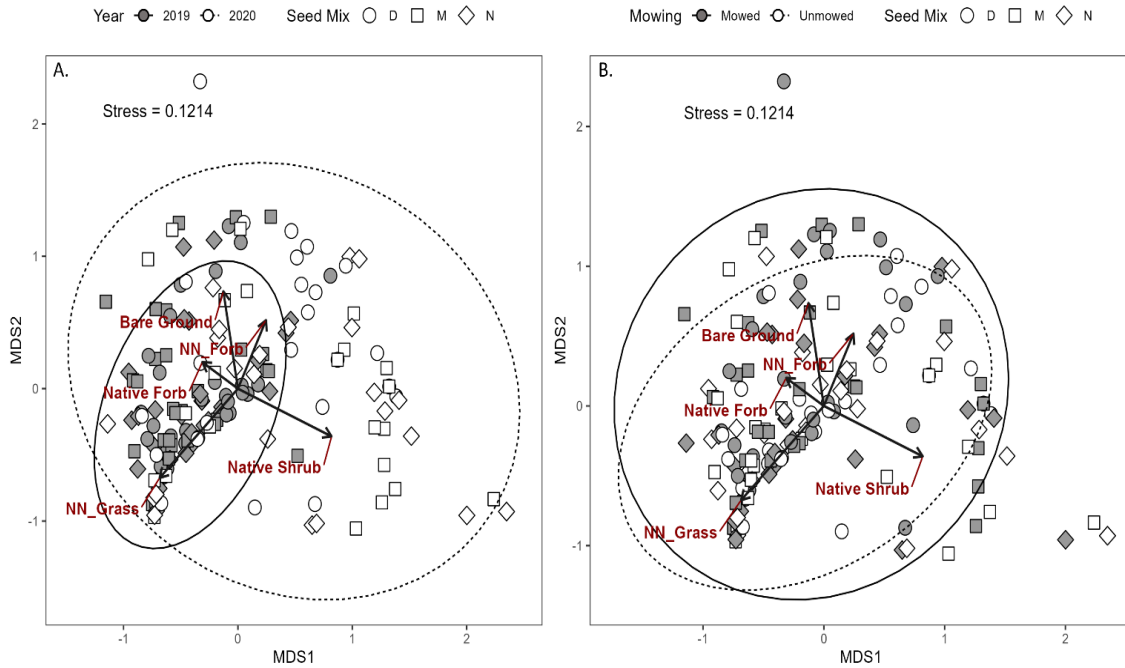 Year 2019 2020 Seed Mix D M N
A.
Stress = 0.1214
2
1
0
-1
MDS2
Bare Ground
NN_Forb
Native Forb
Native Shrub
NN_Grass
-1 0 1 2
MDS1
Mowing Mowed Unmowed Seed Mix D M N
B.
Stress = 0.1214
2
1
0
-1
MDS2
Bare Ground
NN_Forb
Native Forb
Native Shrub
NN_Grass
-1 0 1 2
MDS1